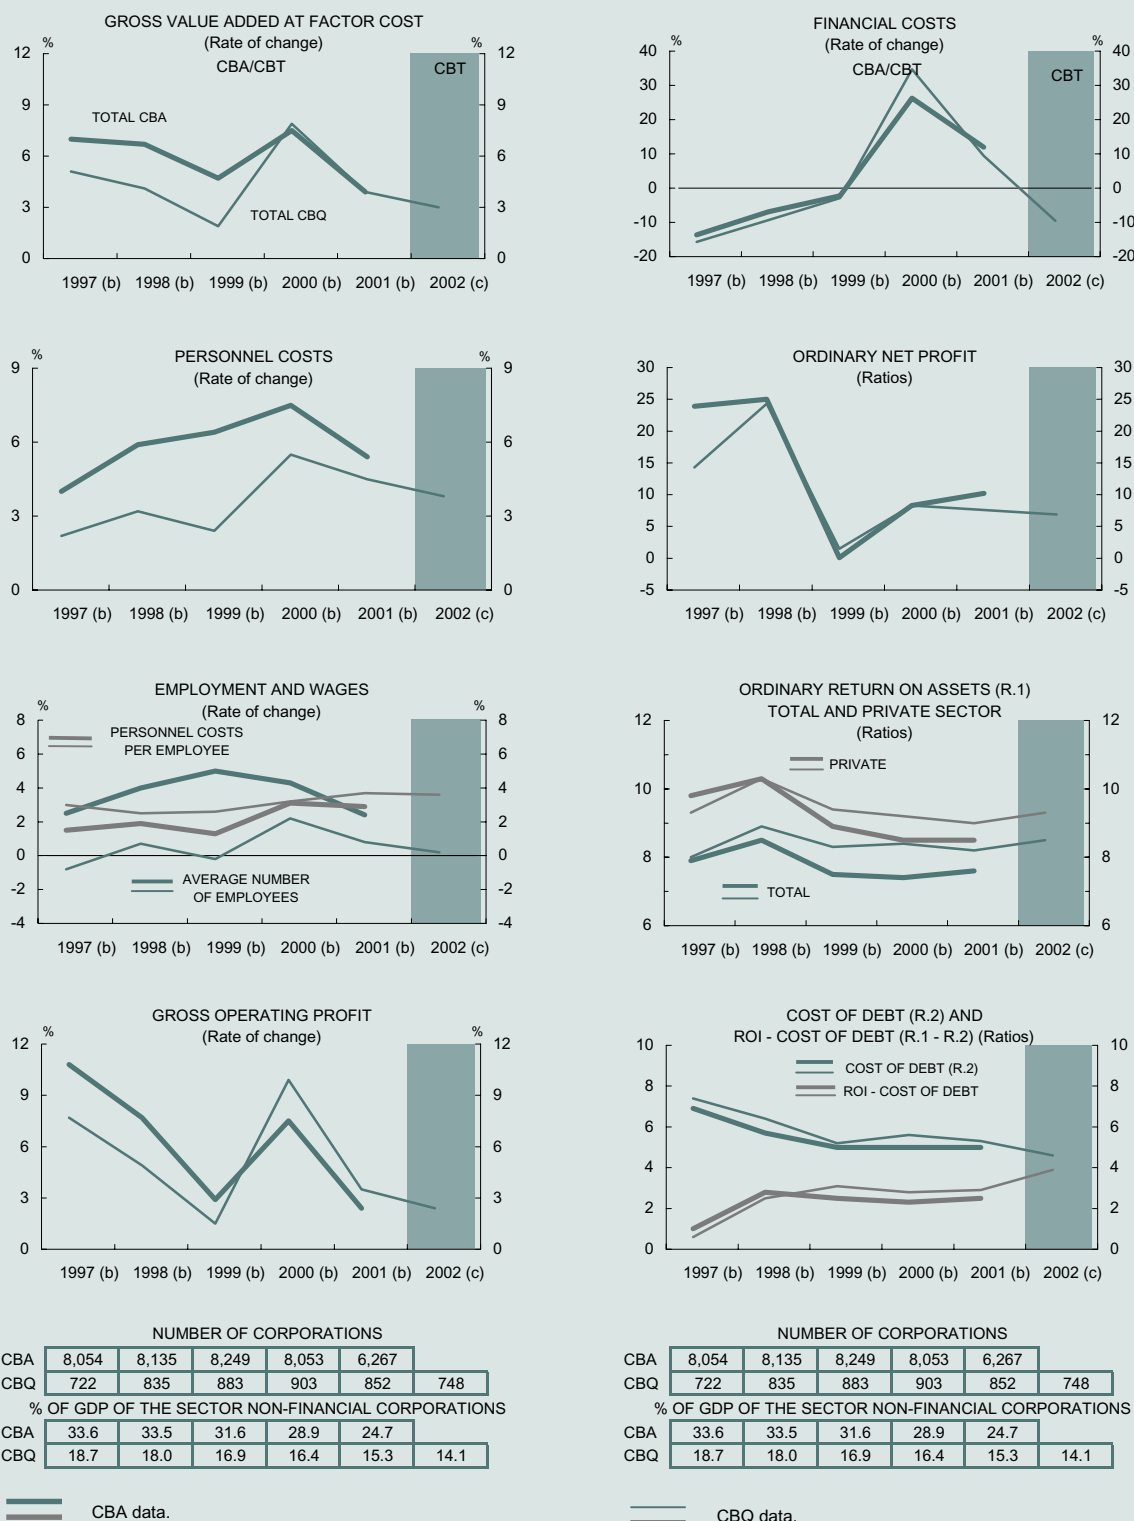 GROSS VALUE ADDED AT FACTOR COST
(Rate of change)
% %
CBA/CBT
CBT
12 12
9 9
TOTAL CBA
6 6
3 3
TOTAL CBQ
0 0
1997 (b) 1998 (b) 1999 (b) 2000 (b) 2001 (b) 2002 (c)
FINANCIAL COSTS
(Rate of change)
% %
CBA/CBT
CBT
40 40
30 30
20 20
10 10
0 0
-10 -10
-20 -20
1997 (b) 1998 (b) 1999 (b) 2000 (b) 2001 (b) 2002 (c)
PERSONNEL COSTS
(Rate of change)
% %
9 9
6 6
3 3
0 0
1997 (b) 1998 (b) 1999 (b) 2000 (b) 2001 (b) 2002 (c)
ORDINARY NET PROFIT
(Ratios)
30 30
25 25
20 20
15 15
10 10
5 5
0 0
-5 -5
1997 (b) 1998 (b) 1999 (b) 2000 (b) 2001 (b) 2002 (c)
EMPLOYMENT AND WAGES
(Rate of change)
% %
8 8
PERSONNEL COSTS
PER EMPLOYEE
6 6
4 4
2 2
0 0
AVERAGE NUMBER
OF EMPLOYEES
-2 -2
-4 -4
1997 (b) 1998 (b) 1999 (b) 2000 (b) 2001 (b) 2002 (c)
ORDINARY RETURN ON ASSETS (R.1)
TOTAL AND PRIVATE SECTOR
(Ratios)
12 12
PRIVATE
10 10
8 8
TOTAL
6 6
1997 (b) 1998 (b) 1999 (b) 2000 (b) 2001 (b) 2002 (c)
GROSS OPERATING PROFIT
(Rate of change)
% %
12 12
9 9
6 6
3 3
0 0
1997 (b) 1998 (b) 1999 (b) 2000 (b) 2001 (b) 2002 (c)
COST OF DEBT (R.2) AND
ROI - COST OF DEBT (R.1 - R.2) (Ratios)
10 10
COST OF DEBT (R.2)
ROI - COST OF DEBT
8 8
6 6
4 4
2 2
0 0
1997 (b) 1998 (b) 1999 (b) 2000 (b) 2001 (b) 2002 (c)
NUMBER OF CORPORATIONS
CBA 8,054 8,135 8,249 8,053 6,267
CBQ 722 835 883 903 852 748
% OF GDP OF THE SECTOR NON-FINANCIAL CORPORATIONS
CBA 33.6 33.5 31.6 28.9 24.7
CBQ 18.7 18.0 16.9 16.4 15.3 14.1
NUMBER OF CORPORATIONS
CBA 8,054 8,135 8,249 8,053 6,267
CBQ 722 835 883 903 852 748
% OF GDP OF THE SECTOR NON-FINANCIAL CORPORATIONS
CBA 33.6 33.5 31.6 28.9 24.7
CBQ 18.7 18.0 16.9 16.4 15.3 14.1
CBA data.
CBQ data.